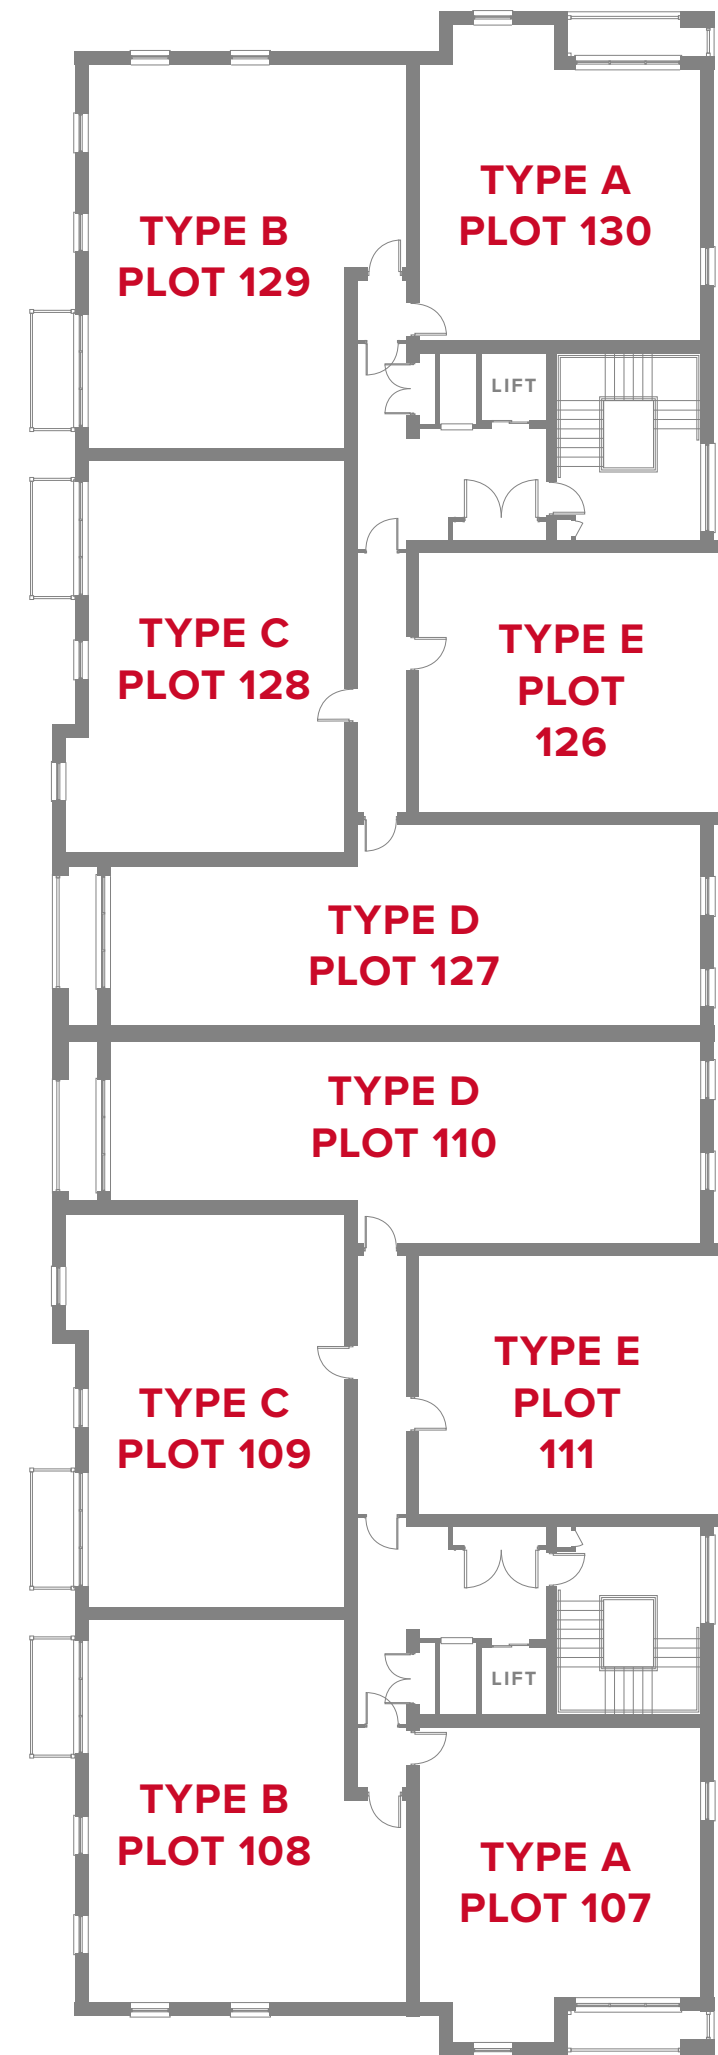 TYPE A
PLOT 130
TYPE B
PLOT 129
LIFT
TYPE C
PLOT 128
TYPE E
PLOT
126
TYPE D
PLOT 127
TYPE D
PLOT 110
TYPE E
PLOT
111
TYPE C
PLOT 109
LIFT
TYPE B
PLOT 108
TYPE A
PLOT 107